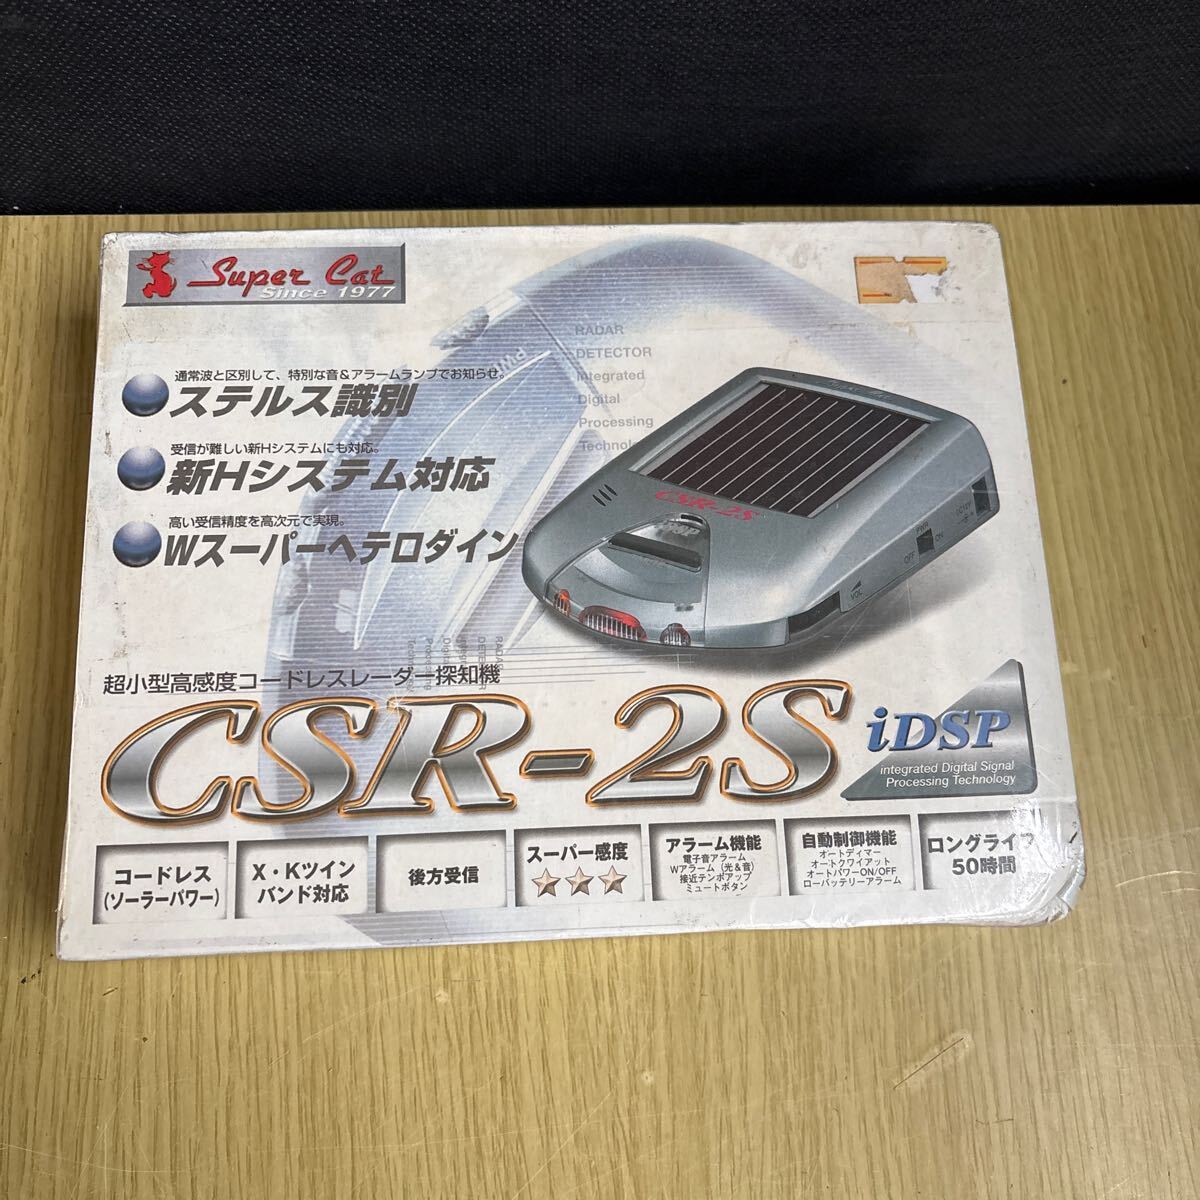 Super Cat
Since 1977
RADAR
DETECTOR
Integrated
Digital
Processing
通常波と区別して、特別な音&アラームランプでお知らせ。
ステルス識別
受信が難しい新Hシステムにも対応。
新Hシステム対応
高い受信精度を高次元で実現。
Wスーパーヘテロダイン
CSR-2S
iDSP
DC12V
PWR
OFF
ON
VOL
超小型高感度コードレスレーダー探知機
CSR-2S
iDSP
integrated Digital Signal
Processing Technology
コードレス
(ソーラーパワー)
X・Kツイン
バンド対応
後方受信
スーパー感度
アラーム機能
電子音アラーム
Wアラーム(光&音)
接近テンポアップ
ミュートボタン
自動制御機能
オートディマー
オートクワイアット
オートパワーON/OFF
ローバッテリーアラーム
ロングライフ
50時間